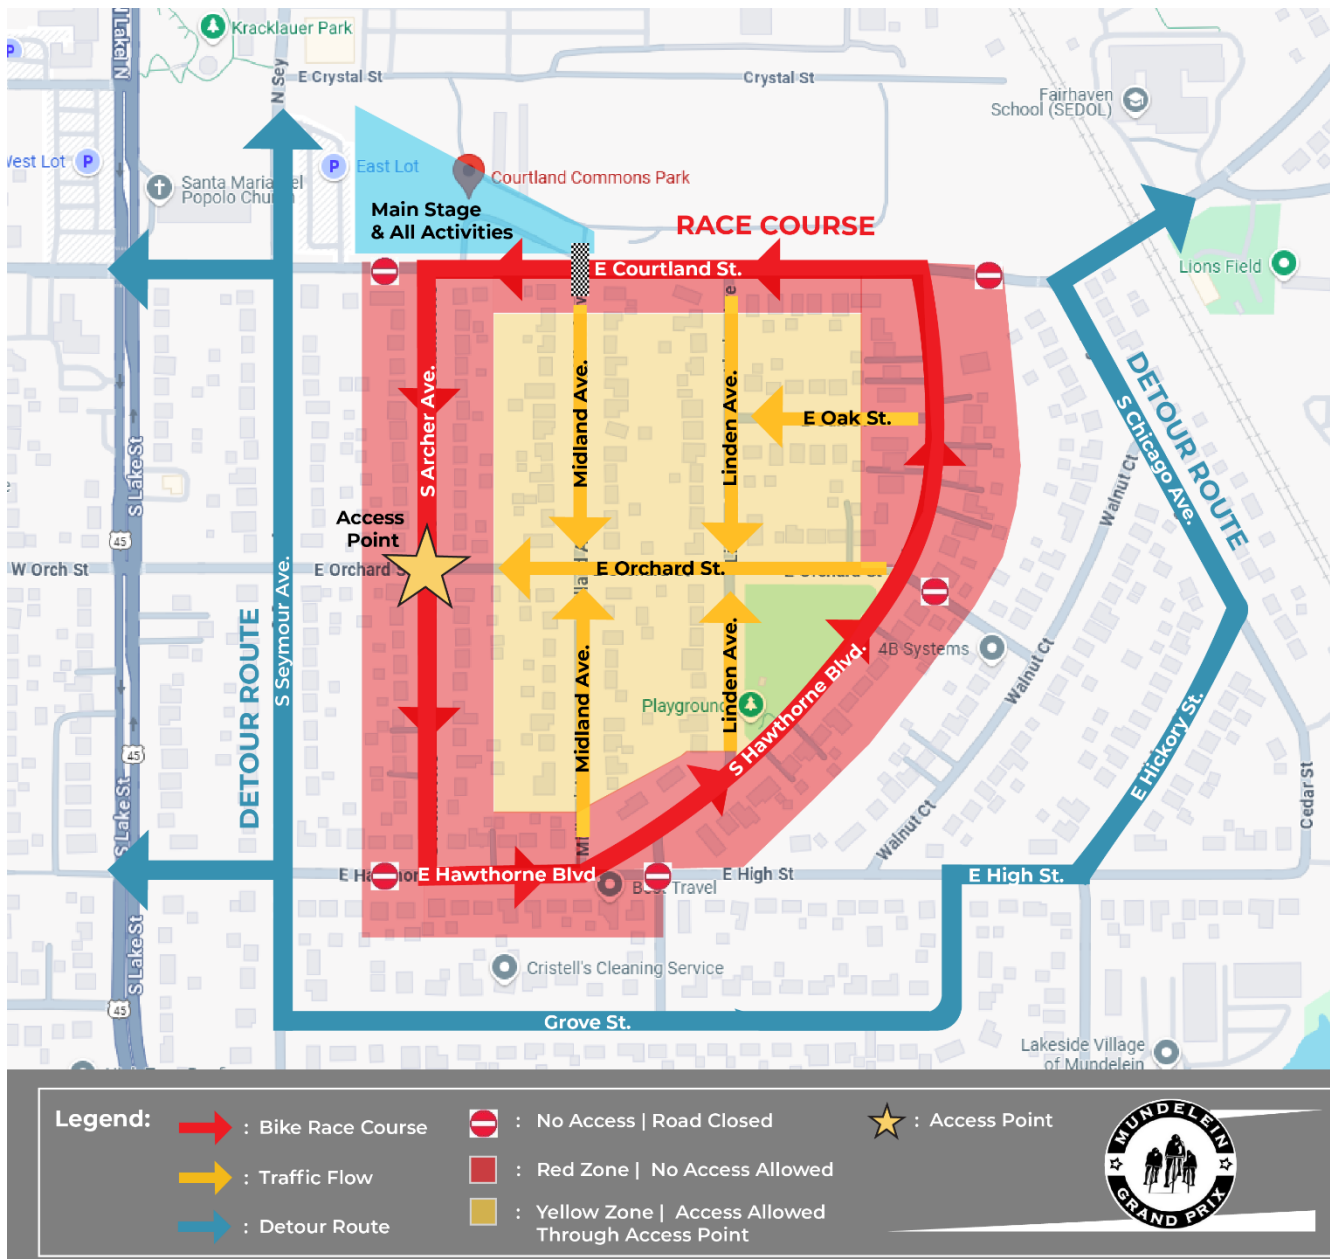 Kracklauer Park
S Lake N
N Sey
E Crystal St
Crystal St
Fairhaven
School (SEDOL)
P
West Lot
P
P
East Lot
Santa Maria
el
Popolo Church
Courtland Commons Park
Main Stage
& All Activities
RACE COURSE
E Courtland St.
Lions Field
S Archer Ave.
Midland Ave.
Linden Ave.
E Oak St.
DETOUR ROUTE
S Chicago Ave.
Walnut Ct
S Lake St
45
Access
Point
W Orch St
E Orchard S
E Orchard St.
E Orchard St
S Seymour Ave.
DETOUR ROUTE
Midland Ave.
Linden Ave.
S Hawthorne Blvd.
4B Systems
Walnut Ct
Playground
45
S Lake St
E Hickory St.
Cedar St
Walnut Ct
E Hawthorne Blvd.
E High St
E High St.
Travel
S Lake St
45
Cristell's Cleaning Service
Grove St.
Lakeside Village
of Mundelein
Legend:
: Bike Race Course
: Traffic Flow
: Detour Route
: No Access | Road Closed
: Red Zone | No Access Allowed
: Yellow Zone | Access Allowed
Through Access Point
: Access Point
MUNDELEIN
GRAND PRIX